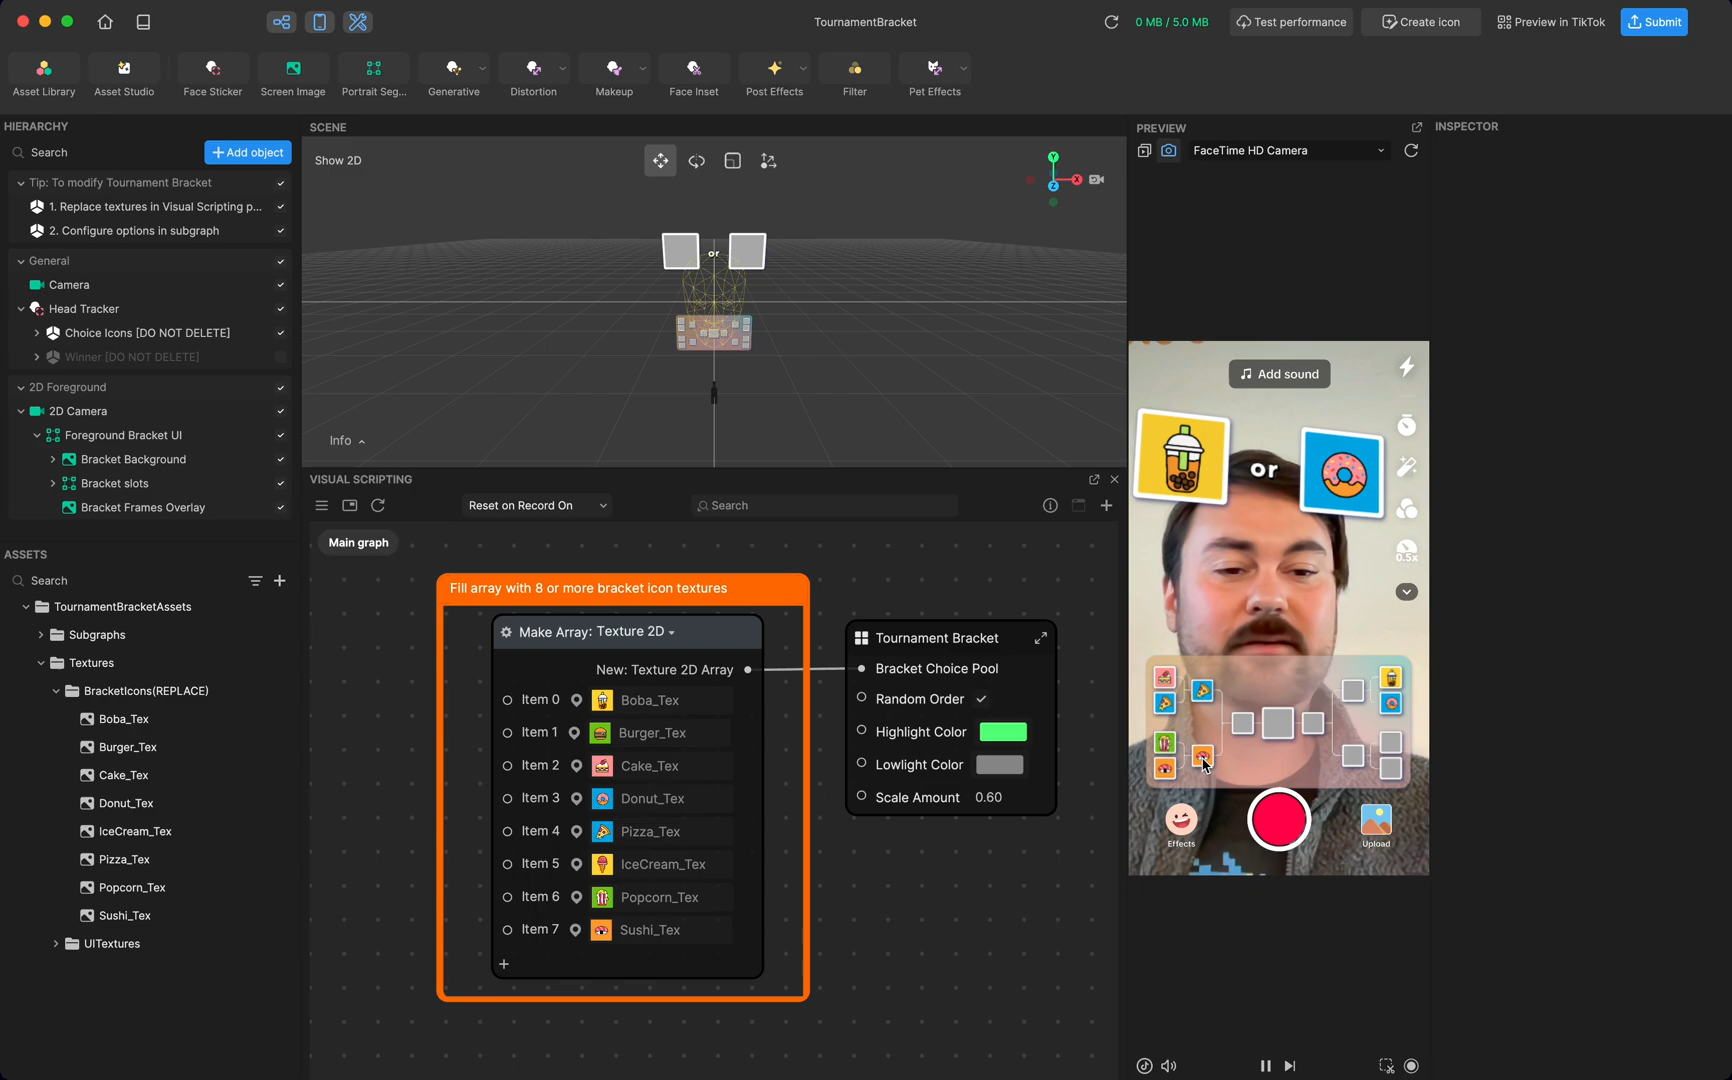 TournamentBracket
0 MB / 5.0 MB
Test performance
Create icon
Preview in TikTok
Submit
Asset Library
Asset Studio
Face Sticker
Screen Image
Portrait Seg...
Generative
Distortion
Makeup
Face Inset
Post Effects
Filter
Pet Effects
HIERARCHY
Search
Add object
Tip: To modify Tournament Bracket
1. Replace textures in Visual Scripting p...
2. Configure options in subgraph
General
Camera
Head Tracker
Choice Icons [DO NOT DELETE]
Winner [DO NOT DELETE]
2D Foreground
2D Camera
Foreground Bracket UI
Bracket Background
Bracket slots
Bracket Frames Overlay
ASSETS
Search
TournamentBracketAssets
Subgraphs
Textures
BracketIcons(REPLACE)
Boba_Tex
Burger_Tex
Cake_Tex
Donut_Tex
IceCream_Tex
Pizza_Tex
Popcorn_Tex
Sushi_Tex
UITextures
SCENE
Show 2D
Y
X
Z
or
Info
VISUAL SCRIPTING
Reset on Record On
Search
Main graph
Fill array with 8 or more bracket icon textures
Make Array: Texture 2D
New: Texture 2D Array
Item 0 Boba_Tex
Item 1 Burger_Tex
Item 2 Cake_Tex
Item 3 Donut_Tex
Item 4 Pizza_Tex
Item 5 IceCream_Tex
Item 6 Popcorn_Tex
Item 7 Sushi_Tex
Tournament Bracket
Bracket Choice Pool
Random Order
Highlight Color
Lowlight Color
Scale Amount 0.60
PREVIEW
FaceTime HD Camera
Add sound
or
0.5x
Effects
Upload
INSPECTOR